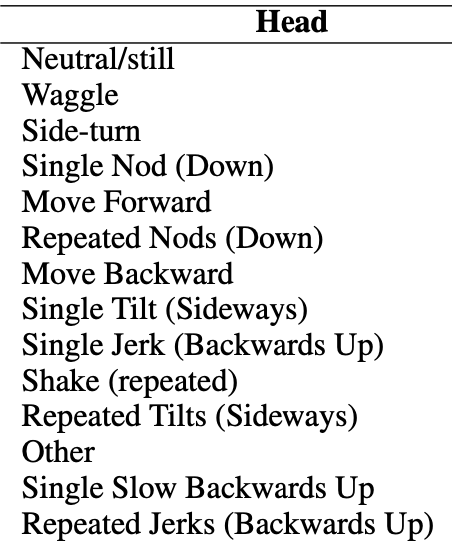 Head
Neutral/still
Waggle
Side-turn
Single Nod (Down)
Move Forward
Repeated Nods (Down)
Move Backward
Single Tilt (Sideways)
Single Jerk (Backwards Up)
Shake (repeated)
Repeated Tilts (Sideways)
Other
Single Slow Backwards Up
Repeated Jerks (Backwards Up)